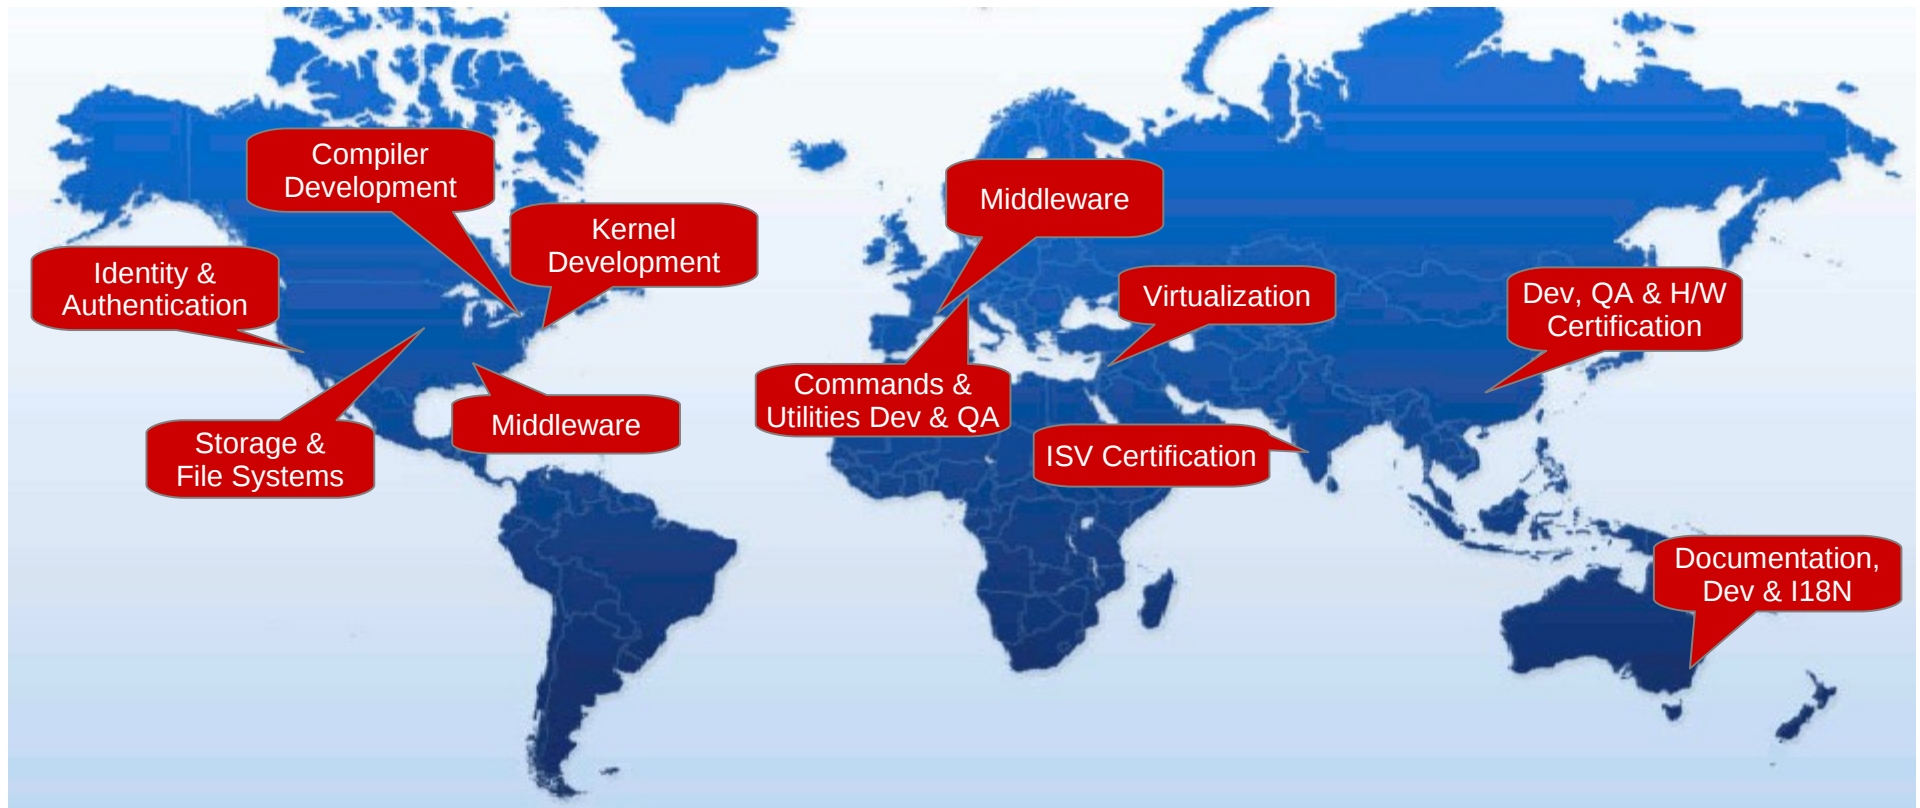 Compiler
Development
Kernel
Development
Middleware
Identity &
Authentication
Virtualization
Dev, QA & H/W
Certification
Commands &
Utilities Dev & QA
Storage &
File Systems
Middleware
ISV Certification
Documentation,
Dev & I18N